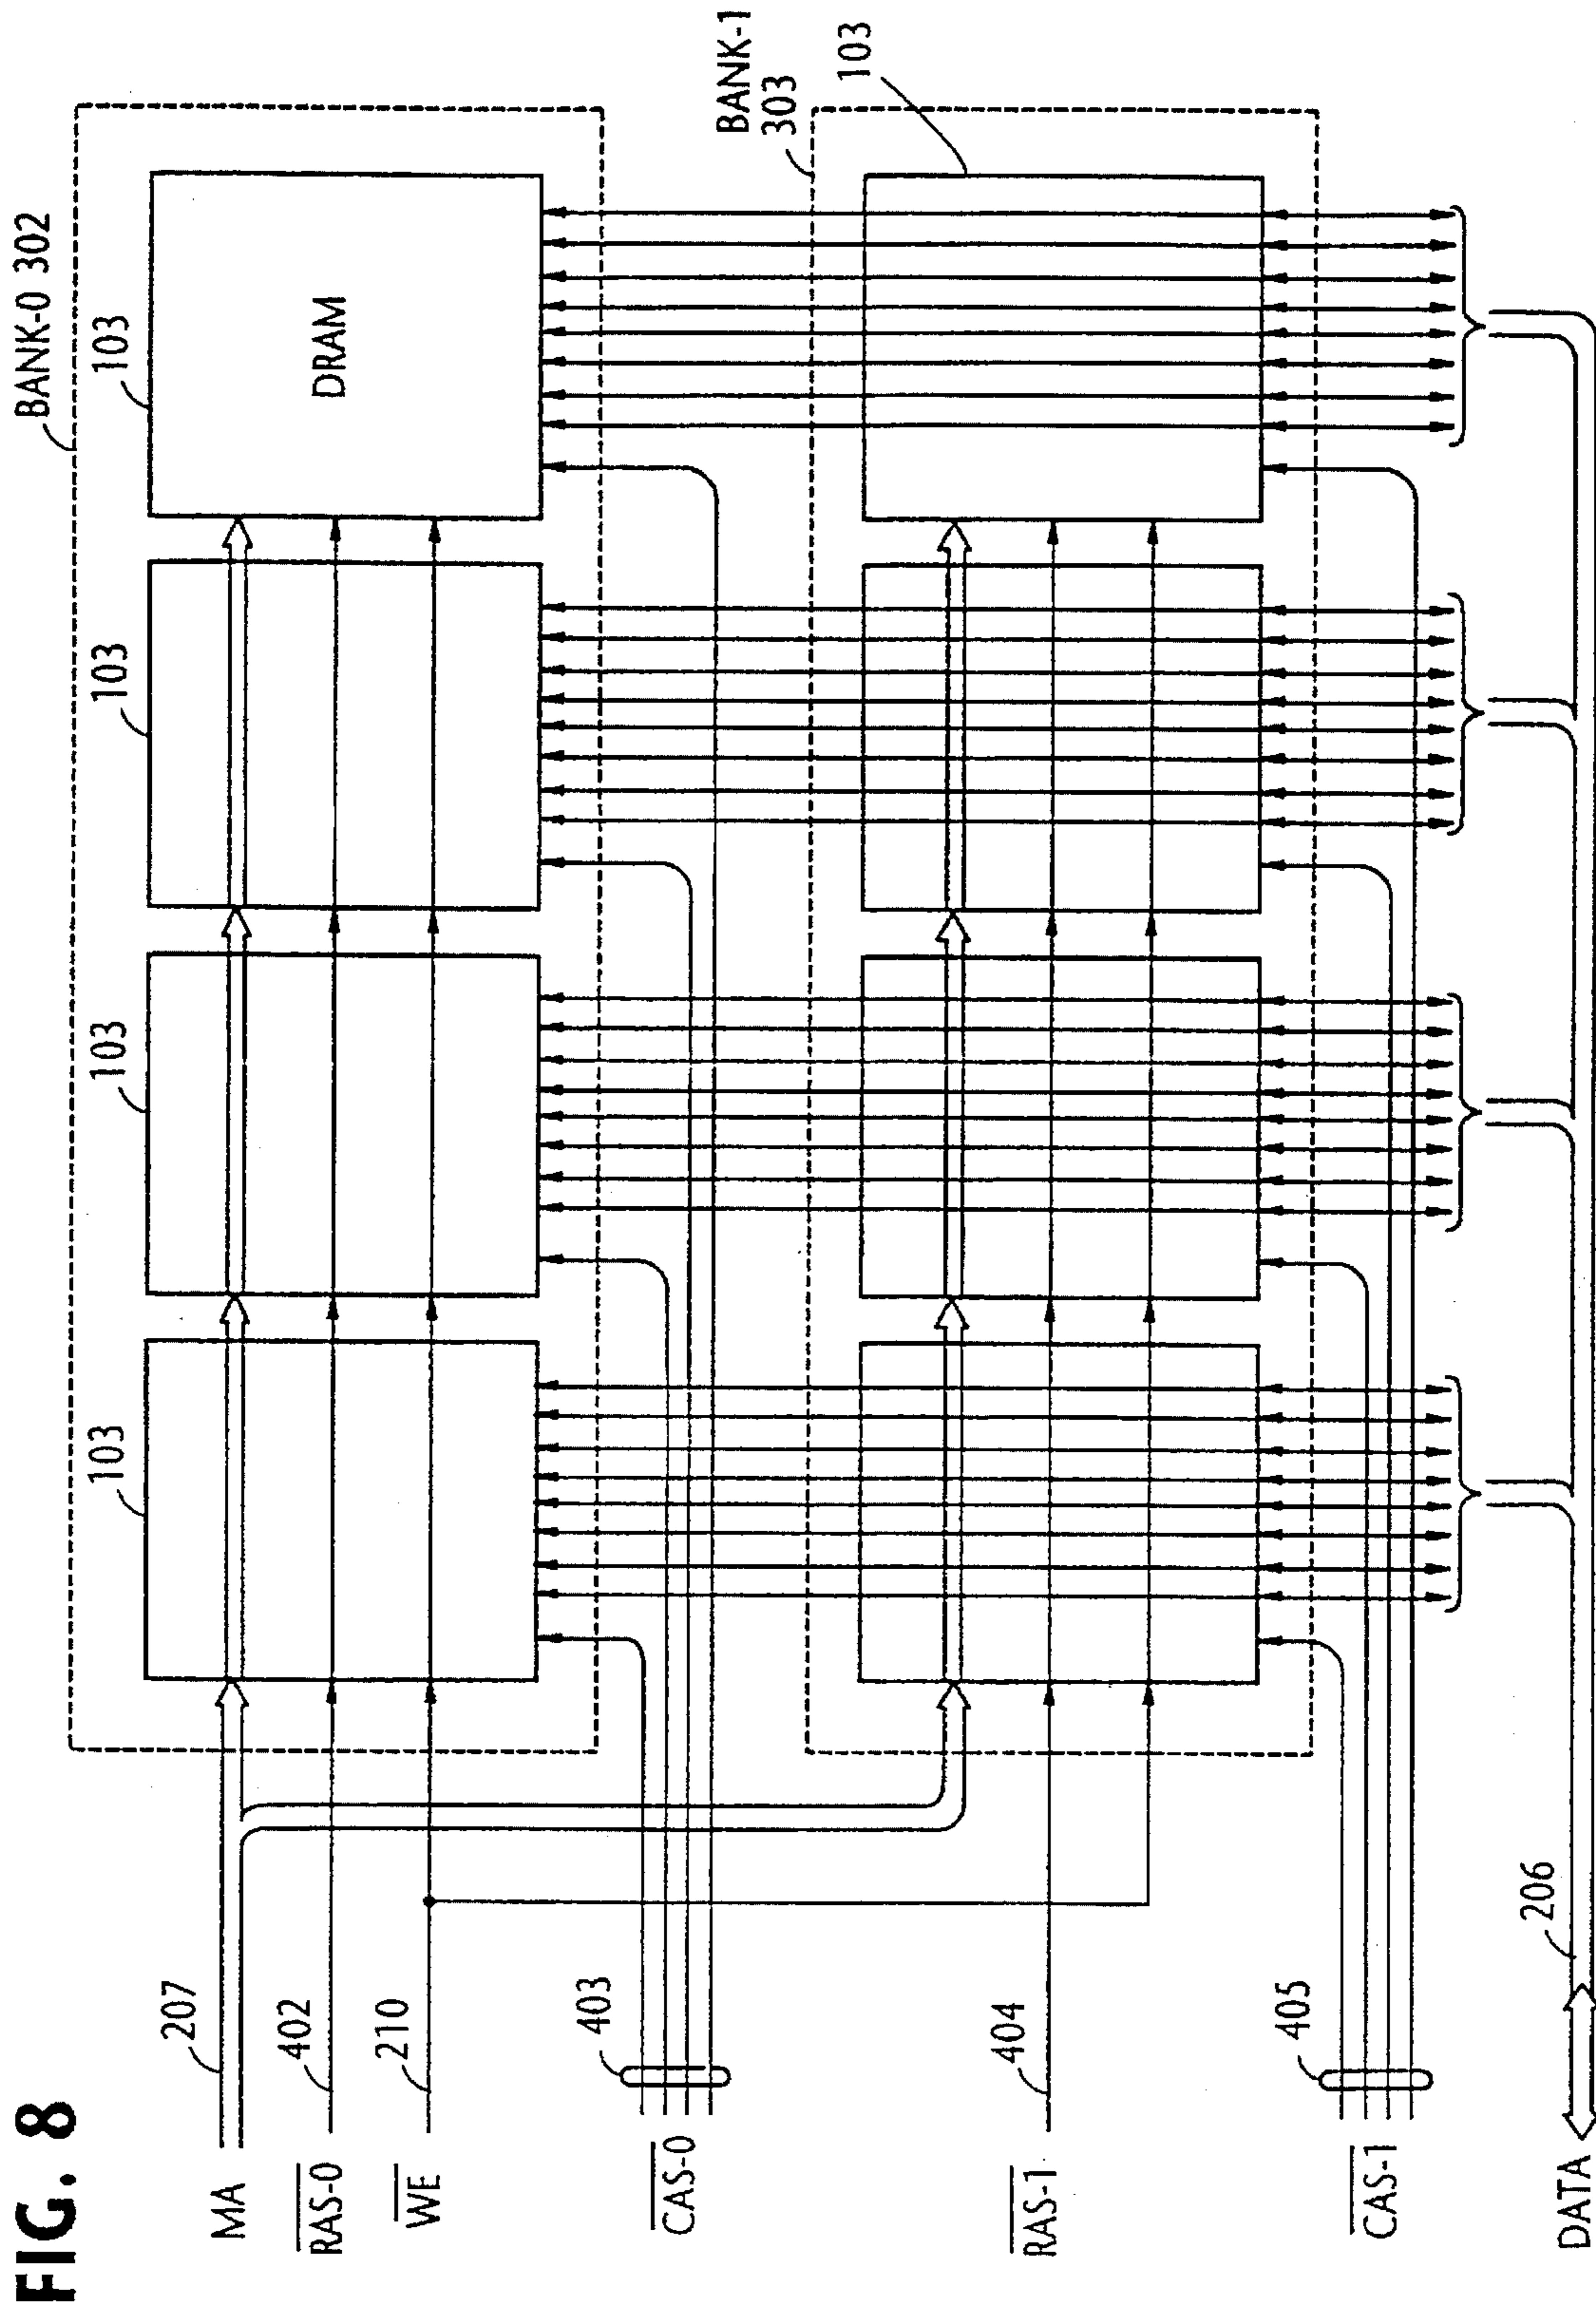 FIG. 8
BANK-0 302
103
103
103
103
DRAM
207
MA
402
RAS-0
210
WE
403
CAS-0
BANK-1
303
103
404
RAS-1
405
CAS-1
206
DATA